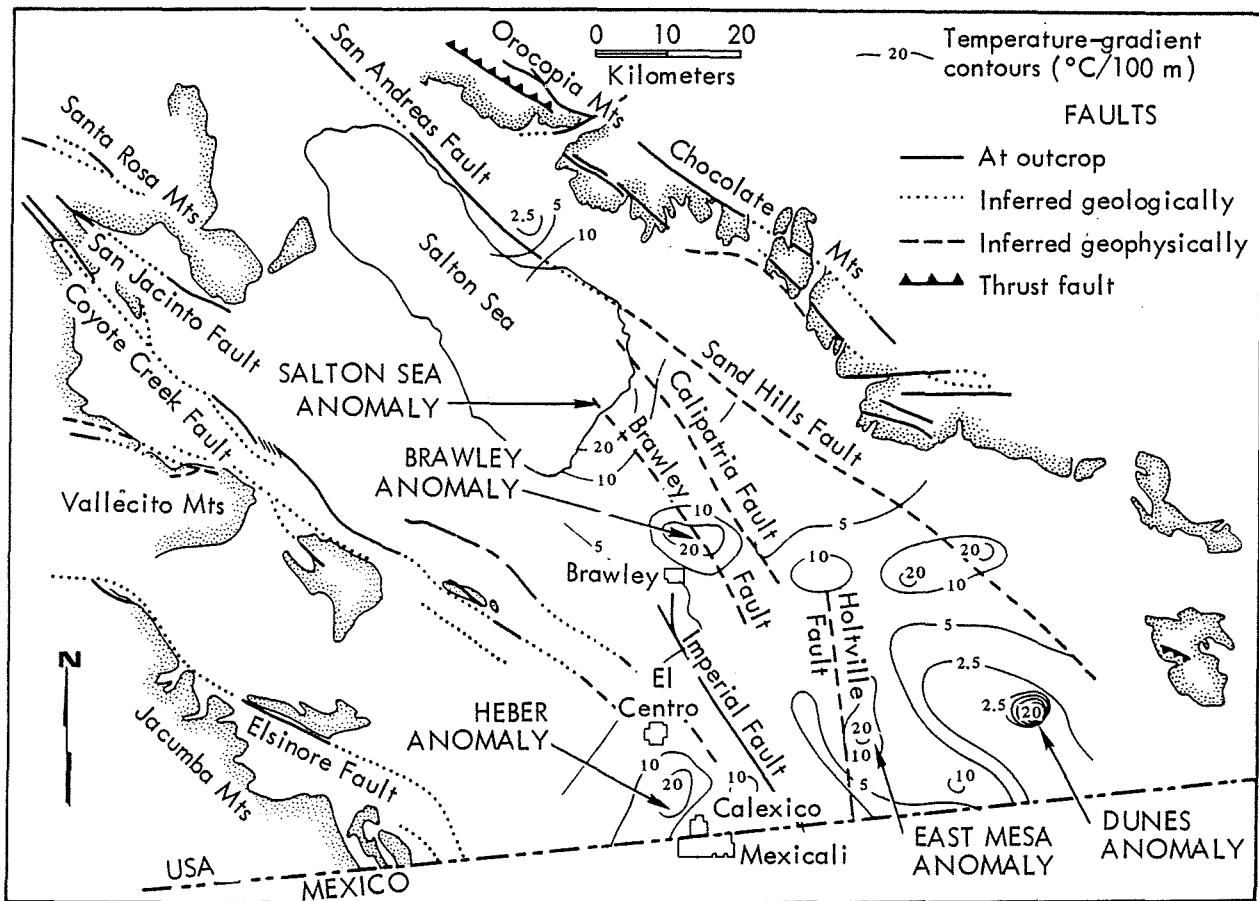 San Andreas Fault
Orocopia Mts
0 10 20
Kilometers
20 Temperature-gradient
contours (°C/100 m)
FAULTS
At outcrop
Inferred geologically
Inferred geophysically
Thrust fault
Santa Rosa Mts
Chocolate Mts
2.5
5
10
San Jacinto Fault
Salton Sea
Coyote Creek Fault
SALTON SEA
ANOMALY
Sand Hills Fault
Calipatria Fault
Brawley Fault
20
10
BRAWLEY
ANOMALY
Vallecito Mts
10
20
5
5
10
20
20
10
Brawley
Holtville
Fault
Imperial Fault
5
2.5
2.5
20
N
El
Centro
HEBER
ANOMALY
10
20
10
20
10
5
10
Jacumba Mts
Elsinore Fault
Calexico
Mexicali
EAST MESA
ANOMALY
DUNES
ANOMALY
USA
MEXICO